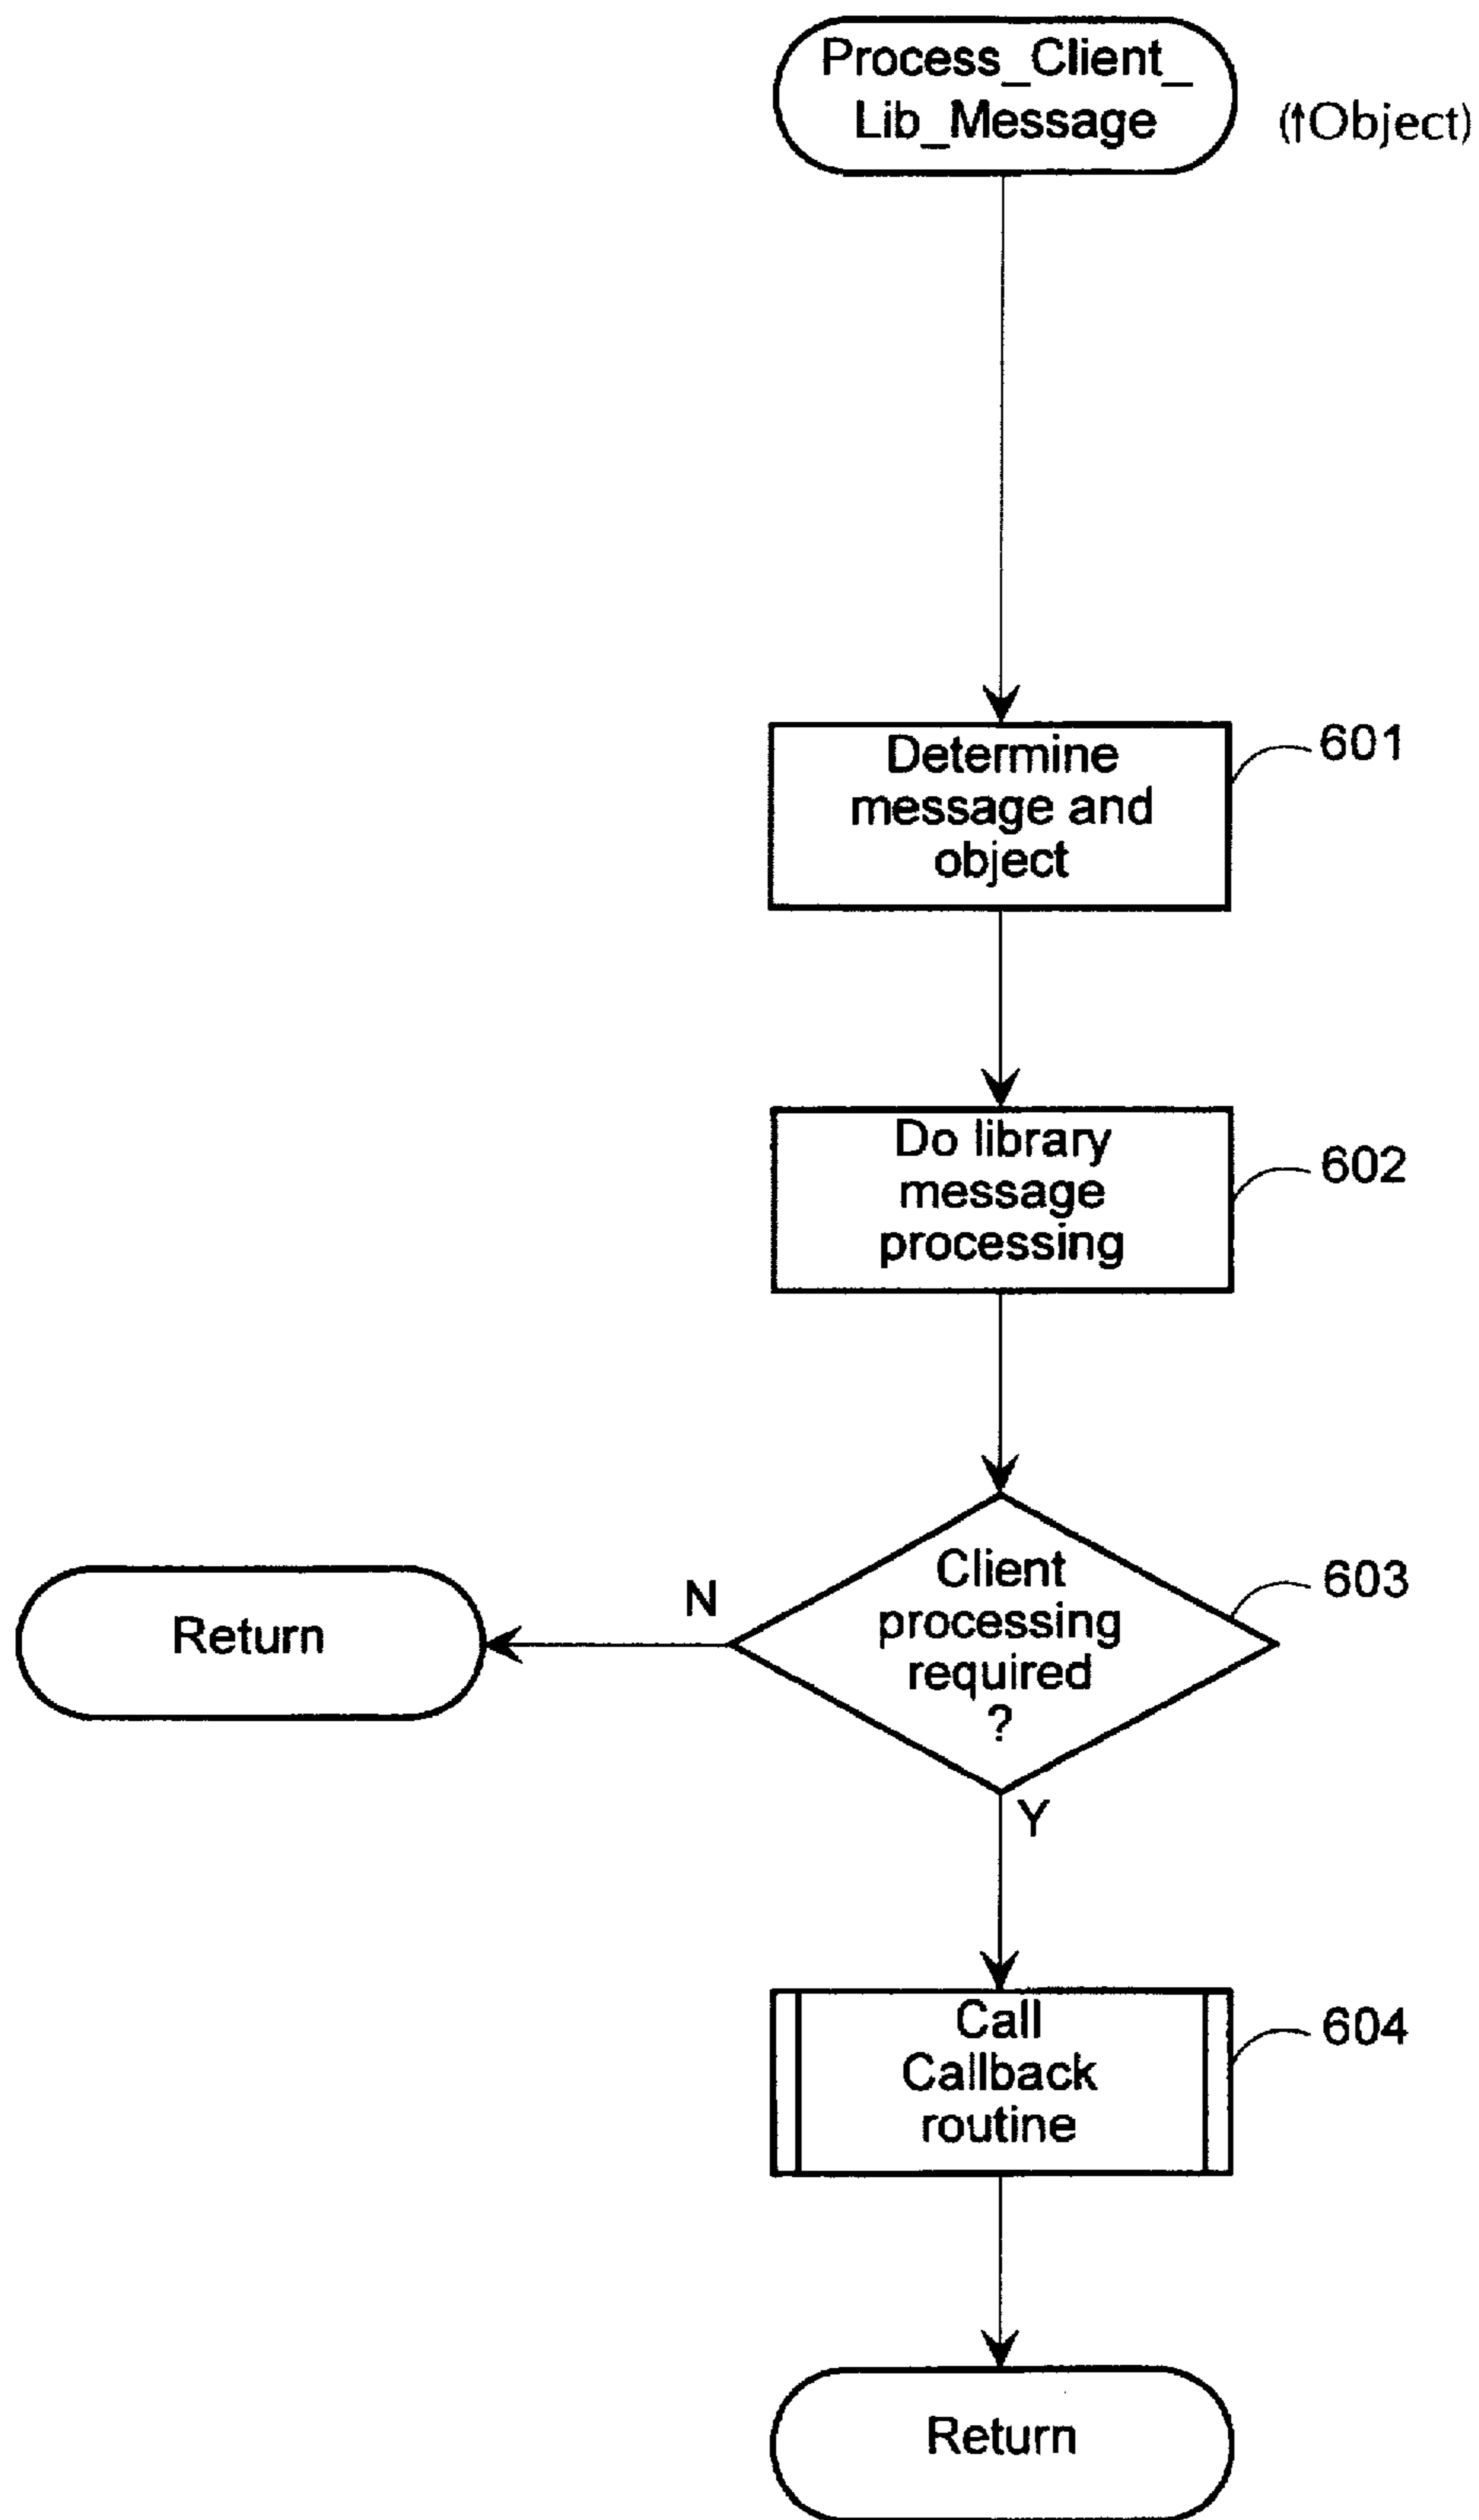 Process_Client_
Lib_Message
(↑Object)
Determine
message and
object
601
Do library
message
processing
602
Client
processing
required
?
603
N
Return
Y
Call
Callback
routine
604
Return